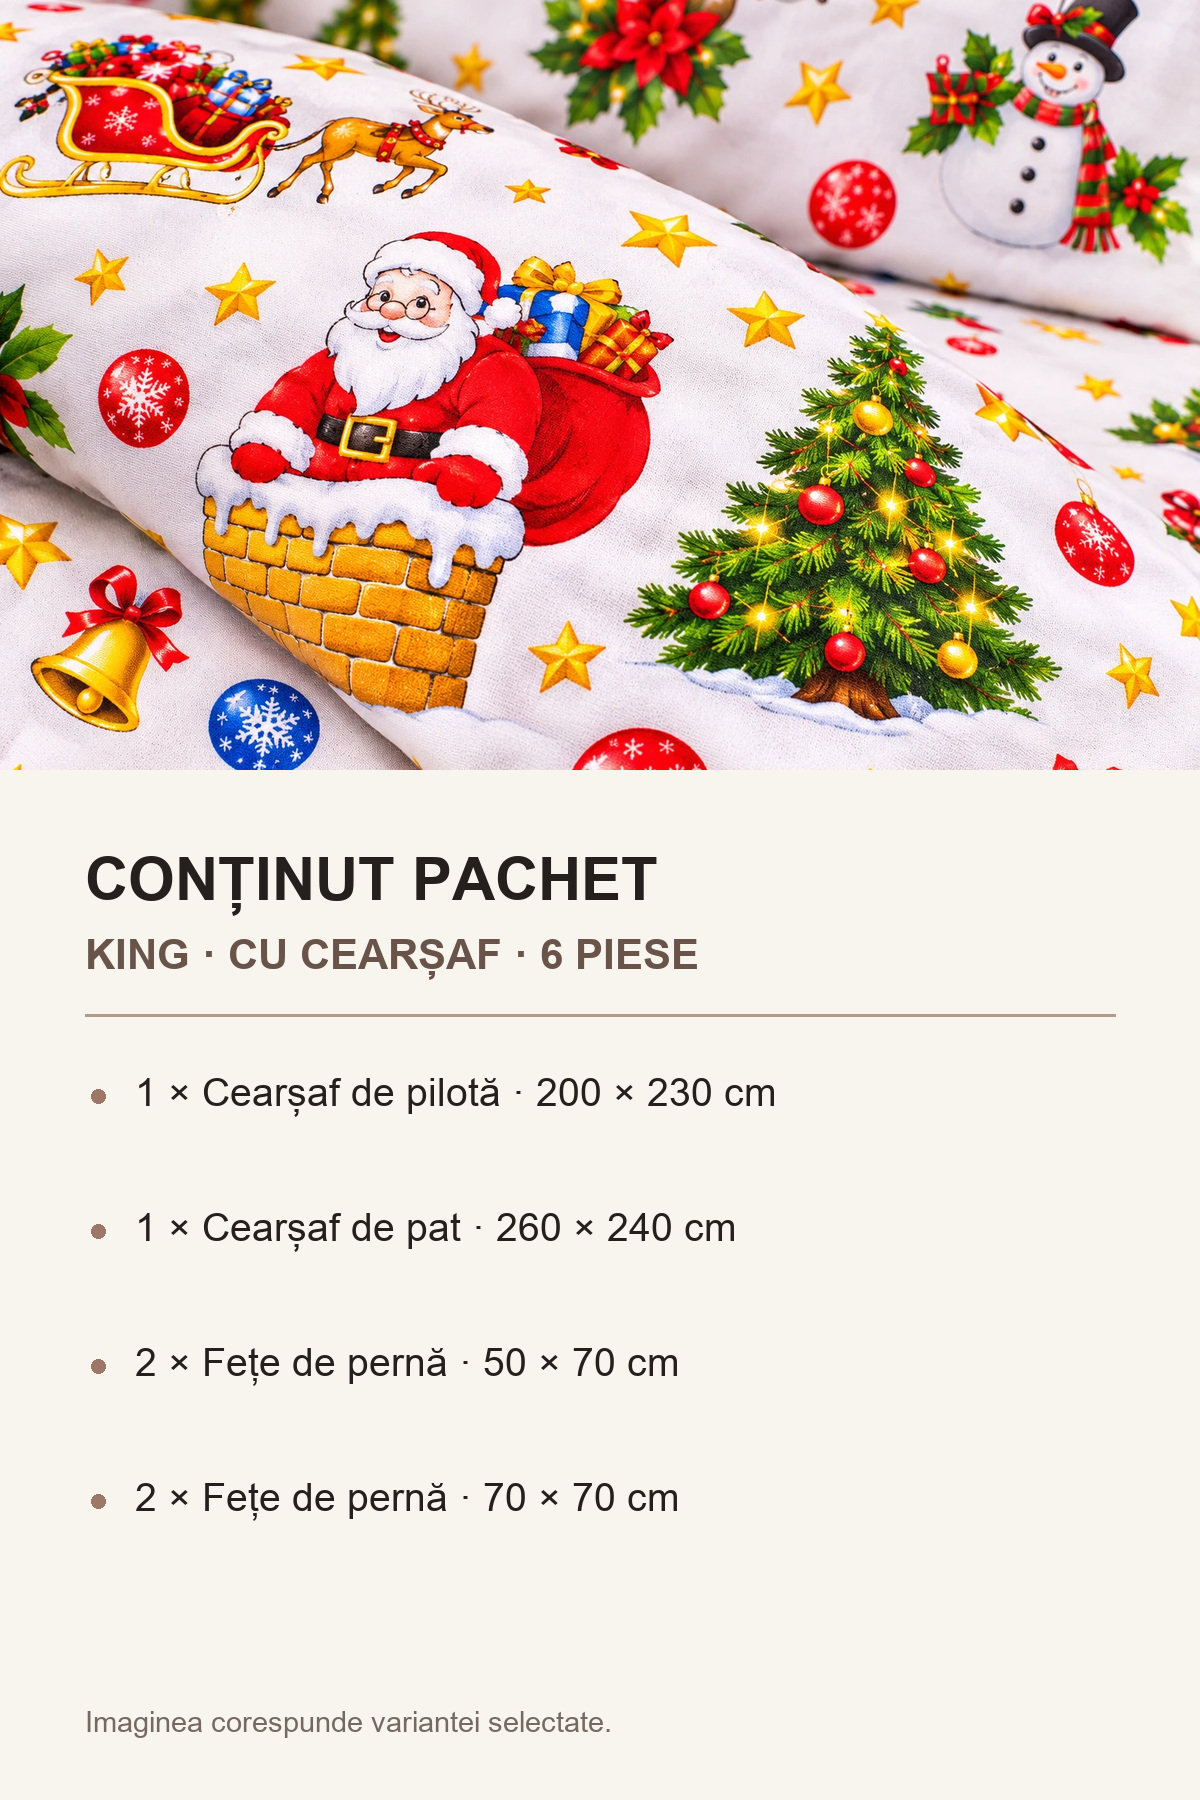 CONȚINUT PACHET
KING · CU CEARȘAF · 6 PIESE
1 × Cearșaf de pilotă · 200 × 230 cm
1 × Cearșaf de pat · 260 × 240 cm
2 × Fețe de pernă · 50 × 70 cm
2 × Fețe de pernă · 70 × 70 cm
Imaginea corespunde variantei selectate.